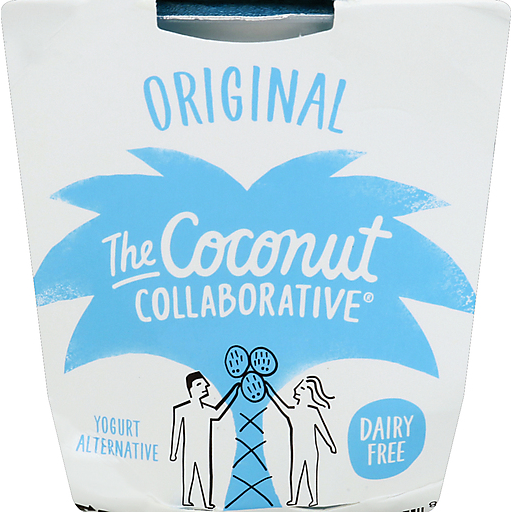 ORIGINAL
The Coconut
COLLABORATIVE®
YOGURT
ALTERNATIVE
DAIRY
FREE